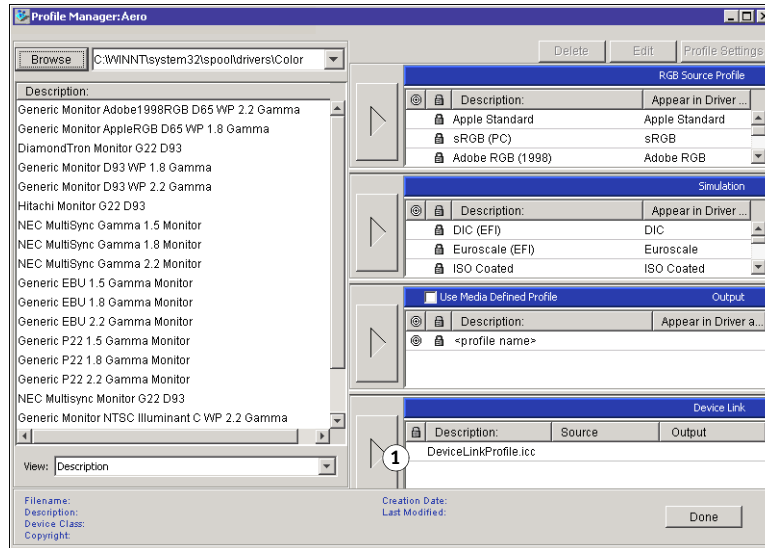 Profile Manager:Aero
Browse
C:\WINNT\system32\spool\drivers\Color
Description:
Generic Monitor Adobe1998RGB D65 WP 2.2 Gamma
Generic Monitor AppleRGB D65 WP 1.8 Gamma
DiamondTron Monitor G22 D93
Generic Monitor D93 WP 1.8 Gamma
Generic Monitor D93 WP 2.2 Gamma
Hitachi Monitor G22 D93
NEC MultiSync Gamma 1.5 Monitor
NEC MultiSync Gamma 1.8 Monitor
NEC MultiSync Gamma 2.2 Monitor
Generic EBU 1.5 Gamma Monitor
Generic EBU 1.8 Gamma Monitor
Generic EBU 2.2 Gamma Monitor
Generic P22 1.5 Gamma Monitor
Generic P22 1.8 Gamma Monitor
Generic P22 2.2 Gamma Monitor
NEC Multisync Monitor G22 D93
Generic Monitor NTSC Illuminant C WP 2.2 Gamma
View: Description
Delete Edit Profile Settings
RGB Source Profile
Description: Appear in Driver ...
Apple Standard Apple Standard
sRGB (PC) sRGB
Adobe RGB (1998) Adobe RGB
Simulation
Description: Appear in Driver ...
DIC (EFI) DIC
Euroscale (EFI) Euroscale
ISO Coated ISO Coated
Use Media Defined Profile Output
Description: Appear in Driver a...
<profile name>
Device Link
Description: Source Output
DeviceLinkProfile.icc
1
Filename:
Description:
Device Class:
Copyright:
Creation Date:
Last Modified:
Done